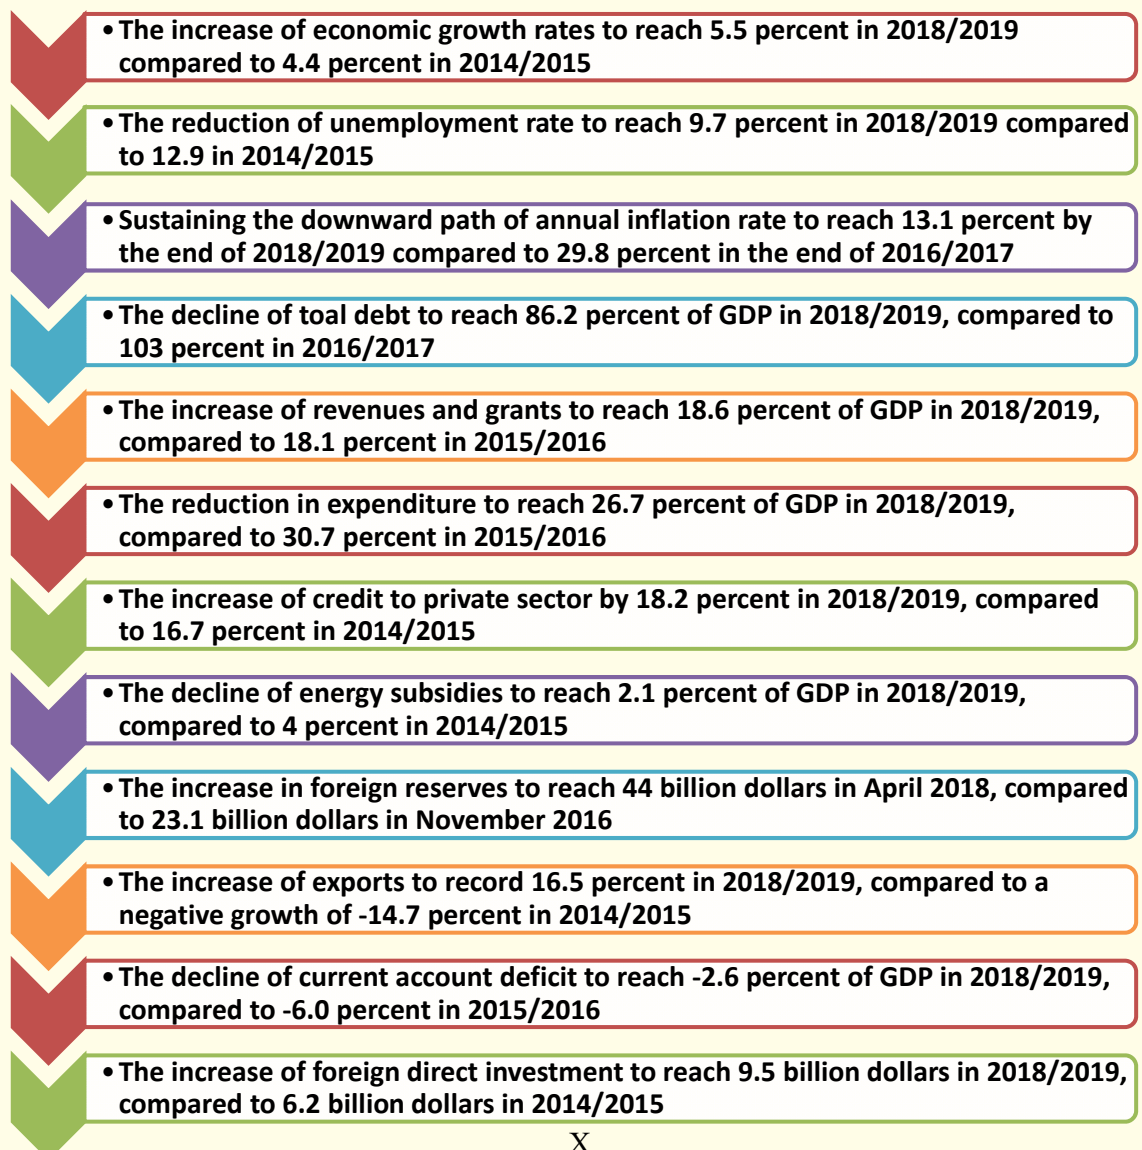 • The increase of economic growth rates to reach 5.5 percent in 2018/2019
compared to 4.4 percent in 2014/2015
• The reduction of unemployment rate to reach 9.7 percent in 2018/2019 compared
to 12.9 in 2014/2015
• Sustaining the downward path of annual inflation rate to reach 13.1 percent by
the end of 2018/2019 compared to 29.8 percent in the end of 2016/2017
• The decline of toal debt to reach 86.2 percent of GDP in 2018/2019, compared to
103 percent in 2016/2017
• The increase of revenues and grants to reach 18.6 percent of GDP in 2018/2019,
compared to 18.1 percent in 2015/2016
• The reduction in expenditure to reach 26.7 percent of GDP in 2018/2019,
compared to 30.7 percent in 2015/2016
• The increase of credit to private sector by 18.2 percent in 2018/2019, compared
to 16.7 percent in 2014/2015
• The decline of energy subsidies to reach 2.1 percent of GDP in 2018/2019,
compared to 4 percent in 2014/2015
• The increase in foreign reserves to reach 44 billion dollars in April 2018, compared
to 23.1 billion dollars in November 2016
• The increase of exports to record 16.5 percent in 2018/2019, compared to a
negative growth of -14.7 percent in 2014/2015
• The decline of current account deficit to reach -2.6 percent of GDP in 2018/2019,
compared to -6.0 percent in 2015/2016
• The increase of foreign direct investment to reach 9.5 billion dollars in 2018/2019,
compared to 6.2 billion dollars in 2014/2015
X